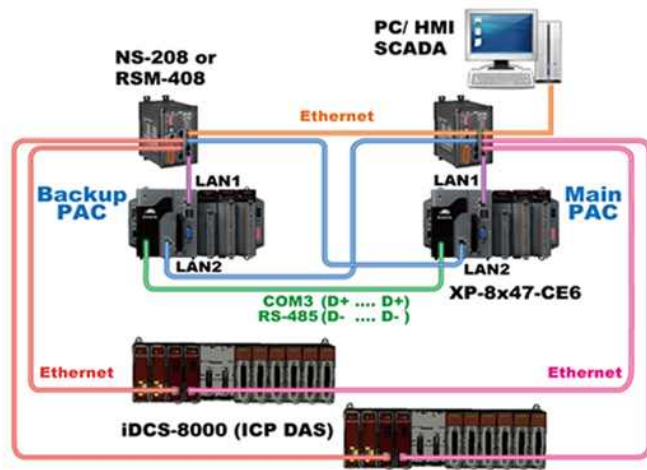 PC/ HMI
SCADA
NS-208 or
RSM-408
Ethernet
LAN1
LAN1
Backup
PAC
Main
PAC
LAN2
LAN2
XP-8x47-CE6
COM3 (D+ .... D+)
RS-485 (D- .... D- )
Ethernet
Ethernet
iDCS-8000 (ICP DAS)